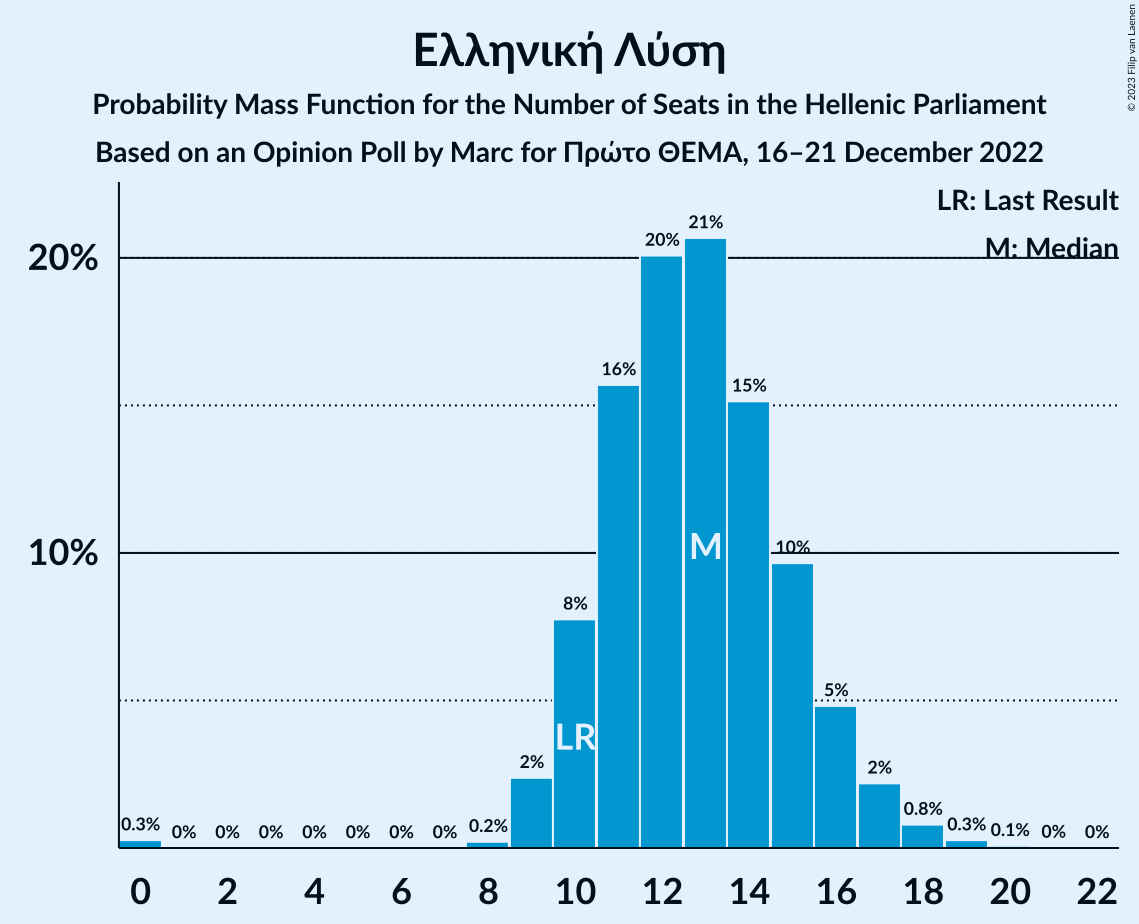 Ελληνική Λύση
Probability Mass Function for the Number of Seats in the Hellenic Parliament
Based on an Opinion Poll by Marc for Πρώτο ΘΕΜΑ, 16–21 December 2022
© 2023 Filip van Laenen
LR: Last Result
M: Median
20%
10%
0.3% 0% 0% 0% 0% 0% 0% 0% 0.2% 2% 8% 16% 20% 21% 15% 10% 5% 2% 0.8% 0.3% 0.1% 0% 0%
LR
M
0 2 4 6 8 10 12 14 16 18 20 22